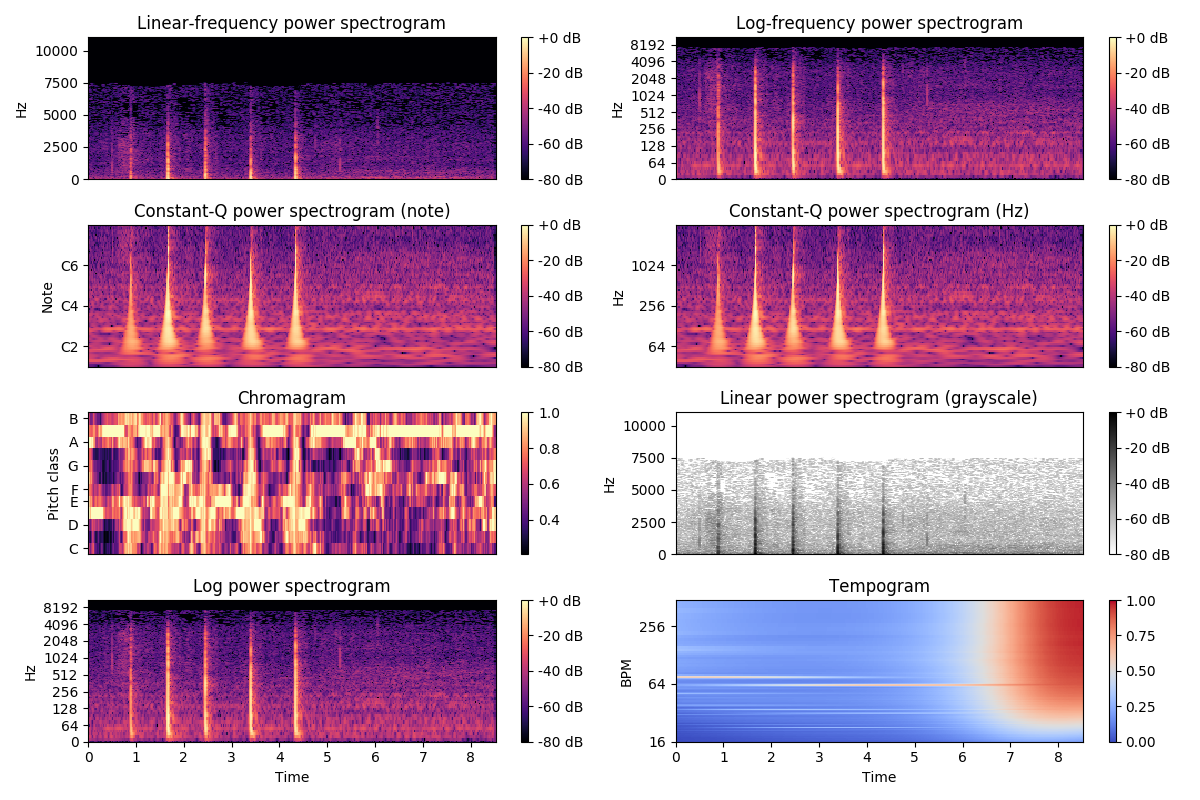 Linear-frequency power spectrogram
Hz
10000
7500
5000
2500
0
+0 dB
-20 dB
-40 dB
-60 dB
-80 dB
Log-frequency power spectrogram
Hz
8192
4096
2048
1024
512
256
128
64
0
+0 dB
-20 dB
-40 dB
-60 dB
-80 dB
Constant-Q power spectrogram (note)
Note
C6
C4
C2
+0 dB
-20 dB
-40 dB
-60 dB
-80 dB
Constant-Q power spectrogram (Hz)
Hz
1024
256
64
+0 dB
-20 dB
-40 dB
-60 dB
-80 dB
Chromagram
Pitch class
B
A
G
F
E
D
C
1.0
0.8
0.6
0.4
Linear power spectrogram (grayscale)
Hz
10000
7500
5000
2500
0
+0 dB
-20 dB
-40 dB
-60 dB
-80 dB
Log power spectrogram
Hz
8192
4096
2048
1024
512
256
128
64
0
0 1 2 3 4 5 6 7 8
Time
+0 dB
-20 dB
-40 dB
-60 dB
-80 dB
Tempogram
BPM
256
64
16
0 1 2 3 4 5 6 7 8
Time
1.00
0.75
0.50
0.25
0.00